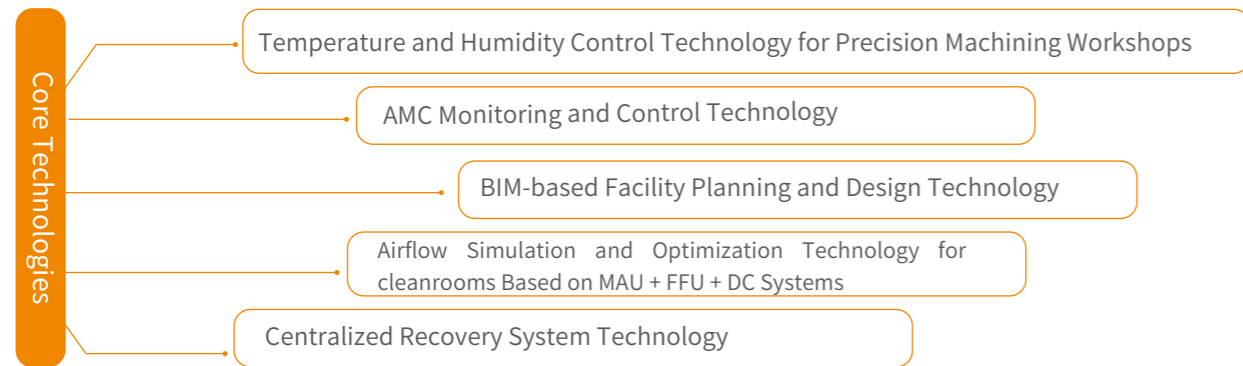 Core Technologies
Temperature and Humidity Control Technology for Precision Machining Workshops
AMC Monitoring and Control Technology
BIM-based Facility Planning and Design Technology
Airflow Simulation and Optimization Technology for
cleanrooms Based on MAU + FFU + DC Systems
Centralized Recovery System Technology